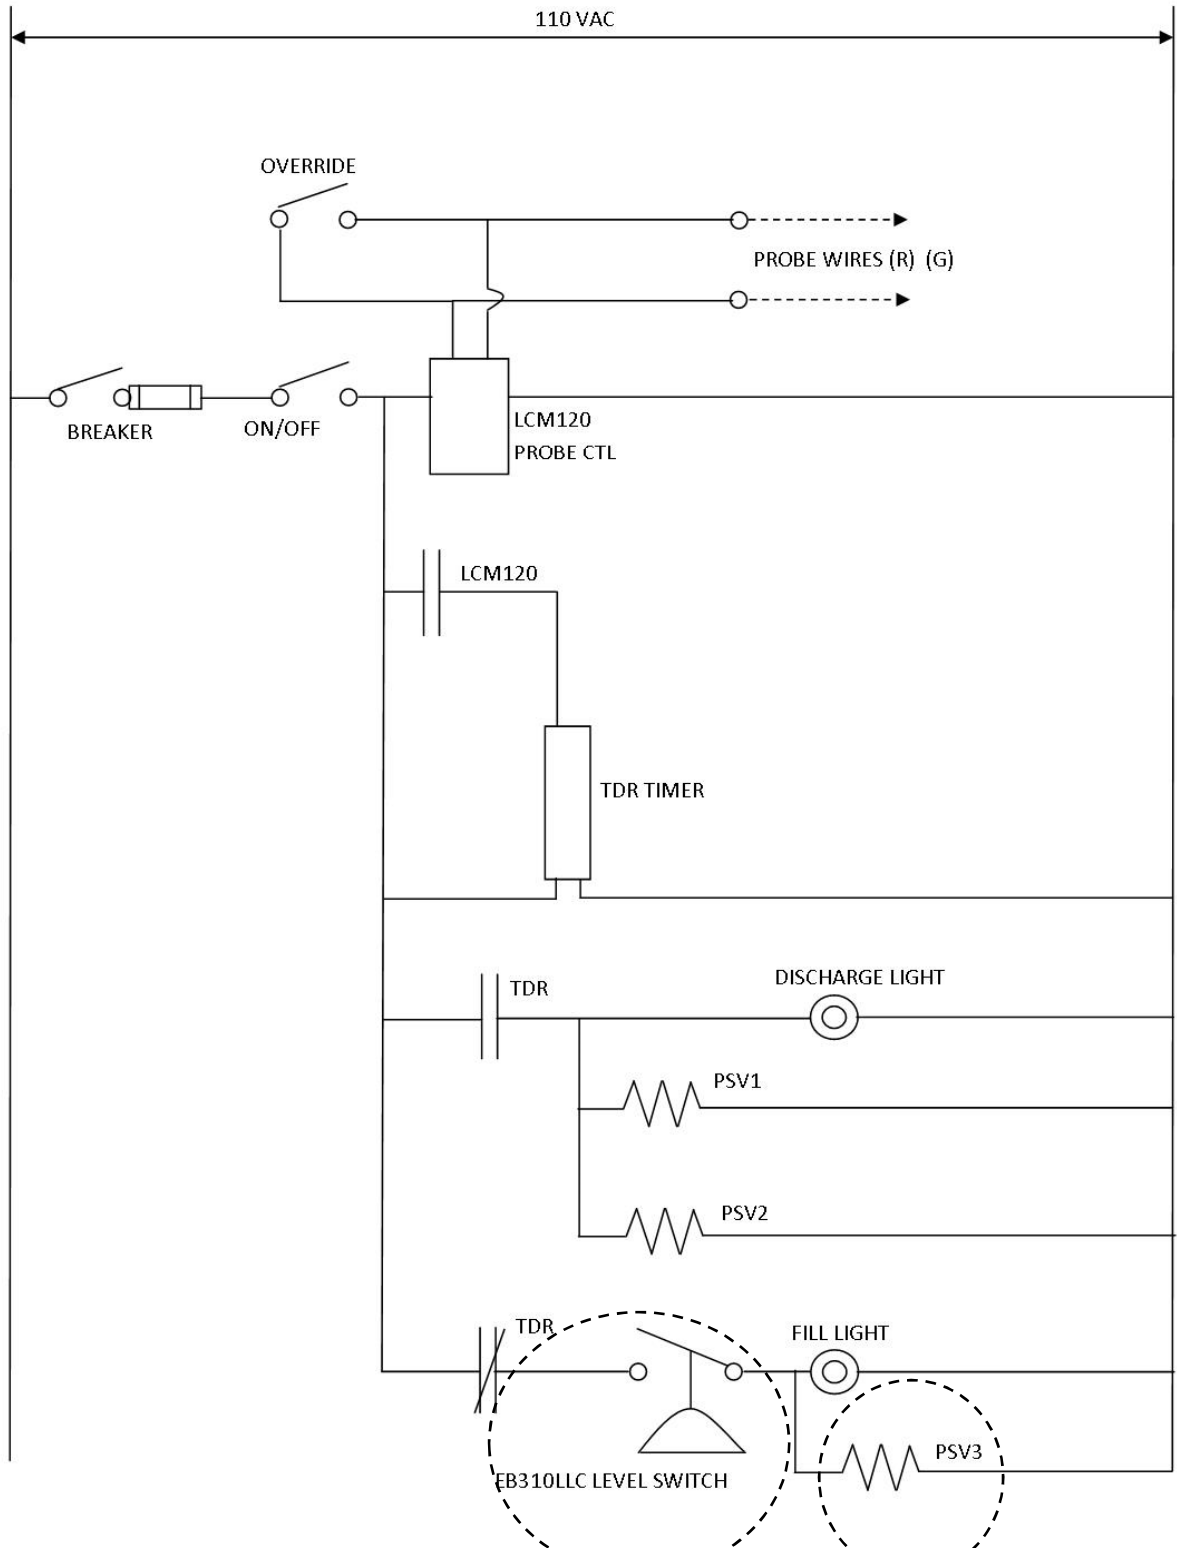 110 VAC
OVERRIDE
PROBE WIRES (R)  (G)
BREAKER
ON/OFF
LCM120
PROBE CTL
LCM120
TDR TIMER
TDR
DISCHARGE LIGHT
PSV1
PSV2
TDR
FILL LIGHT
PSV3
EB310LLC LEVEL SWITCH